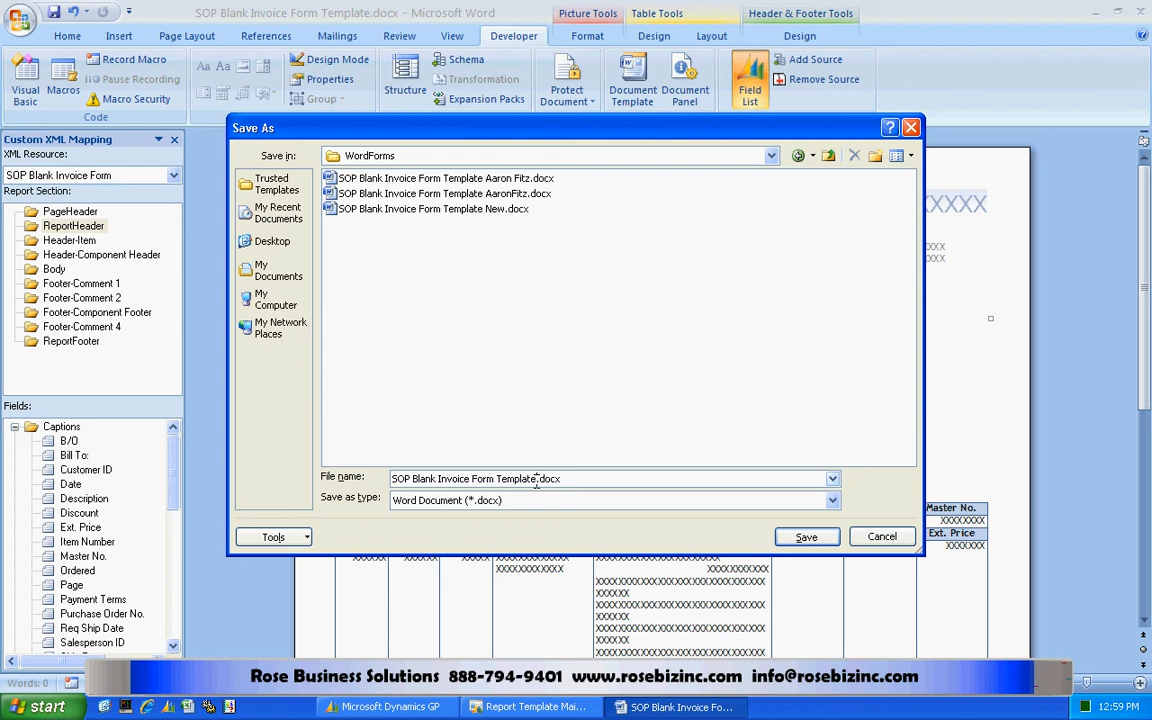 SOP Blank Invoice Form Template.docx - Microsoft Word
Picture Tools
Table Tools
Header & Footer Tools
Home
Insert
Page Layout
References
Mailings
Review
View
Developer
Format
Design
Layout
Design
Visual Basic
Macros
Record Macro
Pause Recording
Macro Security
Code
Aa Aa
Design Mode
Properties
Group
Structure
Schema
Transformation
Expansion Packs
Protect Document
Document Template
Document Panel
Field List
Add Source
Remove Source
Custom XML Mapping
XML Resource:
SOP Blank Invoice Form
Report Section:
PageHeader
ReportHeader
Header-Item
Header-Component Header
Body
Footer-Comment 1
Footer-Comment 2
Footer-Component Footer
Footer-Comment 4
ReportFooter
Fields:
Captions
B/O
Bill To:
Customer ID
Date
Description
Discount
Ext. Price
Item Number
Master No.
Ordered
Page
Payment Terms
Purchase Order No.
Req Ship Date
Salesperson ID
Save As
Save in:
WordForms
Trusted Templates
My Recent Documents
Desktop
My Documents
My Computer
My Network Places
SOP Blank Invoice Form Template Aaron Fitz.docx
SOP Blank Invoice Form Template AaronFitz.docx
SOP Blank Invoice Form Template New.docx
File name:
SOP Blank Invoice Form Template.docx
Save as type:
Word Document (*.docx)
Tools
Save
Cancel
Master No.
XXXXXXX
Ext. Price
XXXXXXX
Words: 0
Rose Business Solutions 888-794-9401 www.rosebizinc.com info@rosebizinc.com
start
Microsoft Dynamics GP
Report Template Mai...
SOP Blank Invoice Fo...
12:59 PM